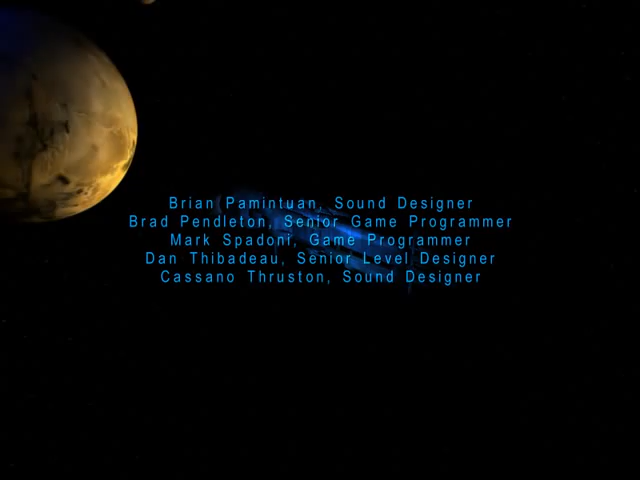 Brian Pamintuan, Sound Designer
Brad Pendleton, Senior Game Programmer
Mark Spadoni, Game Programmer
Dan Thibadeau, Senior Level Designer
Cassano Thruston, Sound Designer